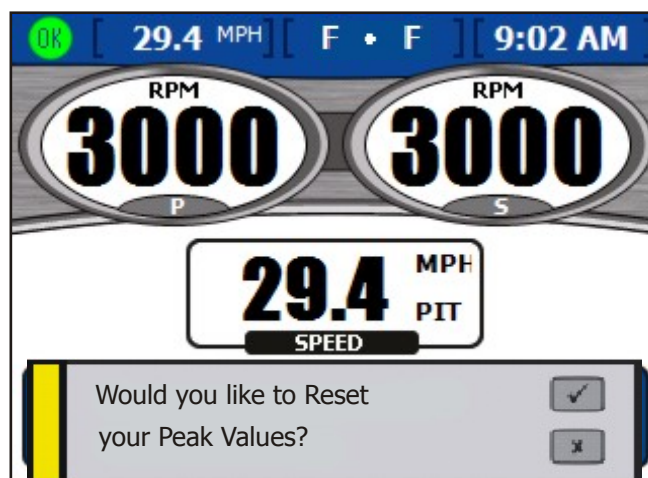 OK [ 29.4 MPH ] [ F • F ] [ 9:02 AM ]
RPM RPM
3000 3000
P S
29.4 MPH
PIT
SPEED
Would you like to Reset
your Peak Values?